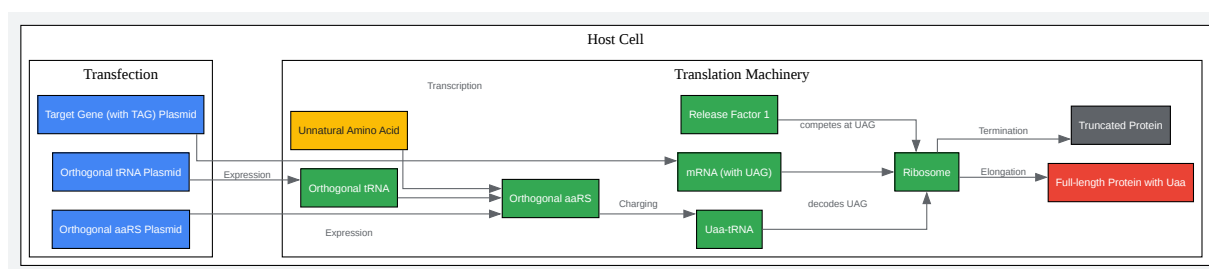 Host Cell
Transfection
Translation Machinery
Transcription
Target Gene (with TAG) Plasmid
Unnatural Amino Acid
Release Factor 1
competes at UAG
Termination
Truncated Protein
Orthogonal tRNA Plasmid
Expression
Orthogonal tRNA
mRNA (with UAG)
Ribosome
Elongation
Full-length Protein with Uaa
Orthogonal aaRS
Charging
decodes UAG
Orthogonal aaRS Plasmid
Expression
Uaa-tRNA